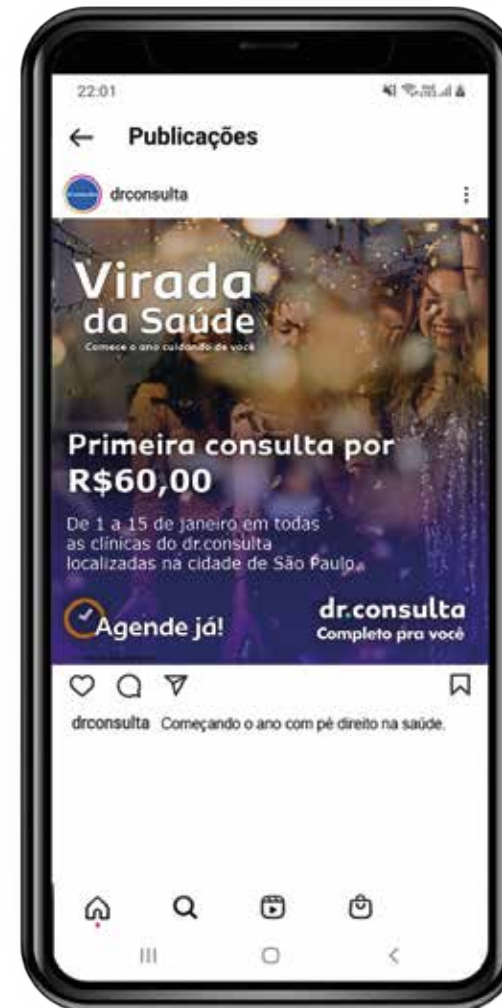 22:01
Publicações
drconsulta
Virada
da Saúde
Comece o ano cuidando de você
Primeira consulta por
R$60,00
De 1 a 15 de janeiro em todas
as clínicas do dr.consulta
localizadas na cidade de São Paulo.
Agende já!
dr.consulta
Completo pra você
drconsulta Começando o ano com pé direito na saúde.